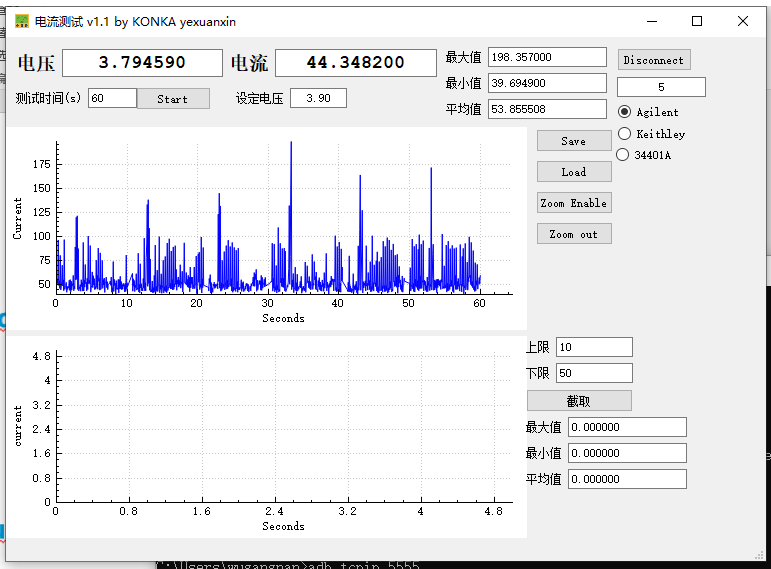 电流测试 v1.1 by KONKA yexuanxin
电压 3.794590 电流 44.348200
测试时间(s) 60 Start 设定电压 3.90
最大值 198.357000
最小值 39.694900
平均值 53.855508
Disconnect
5
Agilent
Keithley
34401A
Save
Load
Zoom Enable
Zoom out
Current
175
150
125
100
75
50
0 10 20 30 40 50 60
Seconds
current
4.8
4
3.2
2.4
1.6
0.8
0
0 0.8 1.6 2.4 3.2 4 4.8
Seconds
上限 10
下限 50
截取
最大值 0.000000
最小值 0.000000
平均值 0.000000
C:\Users\wugangnan>adb tcpip 5555